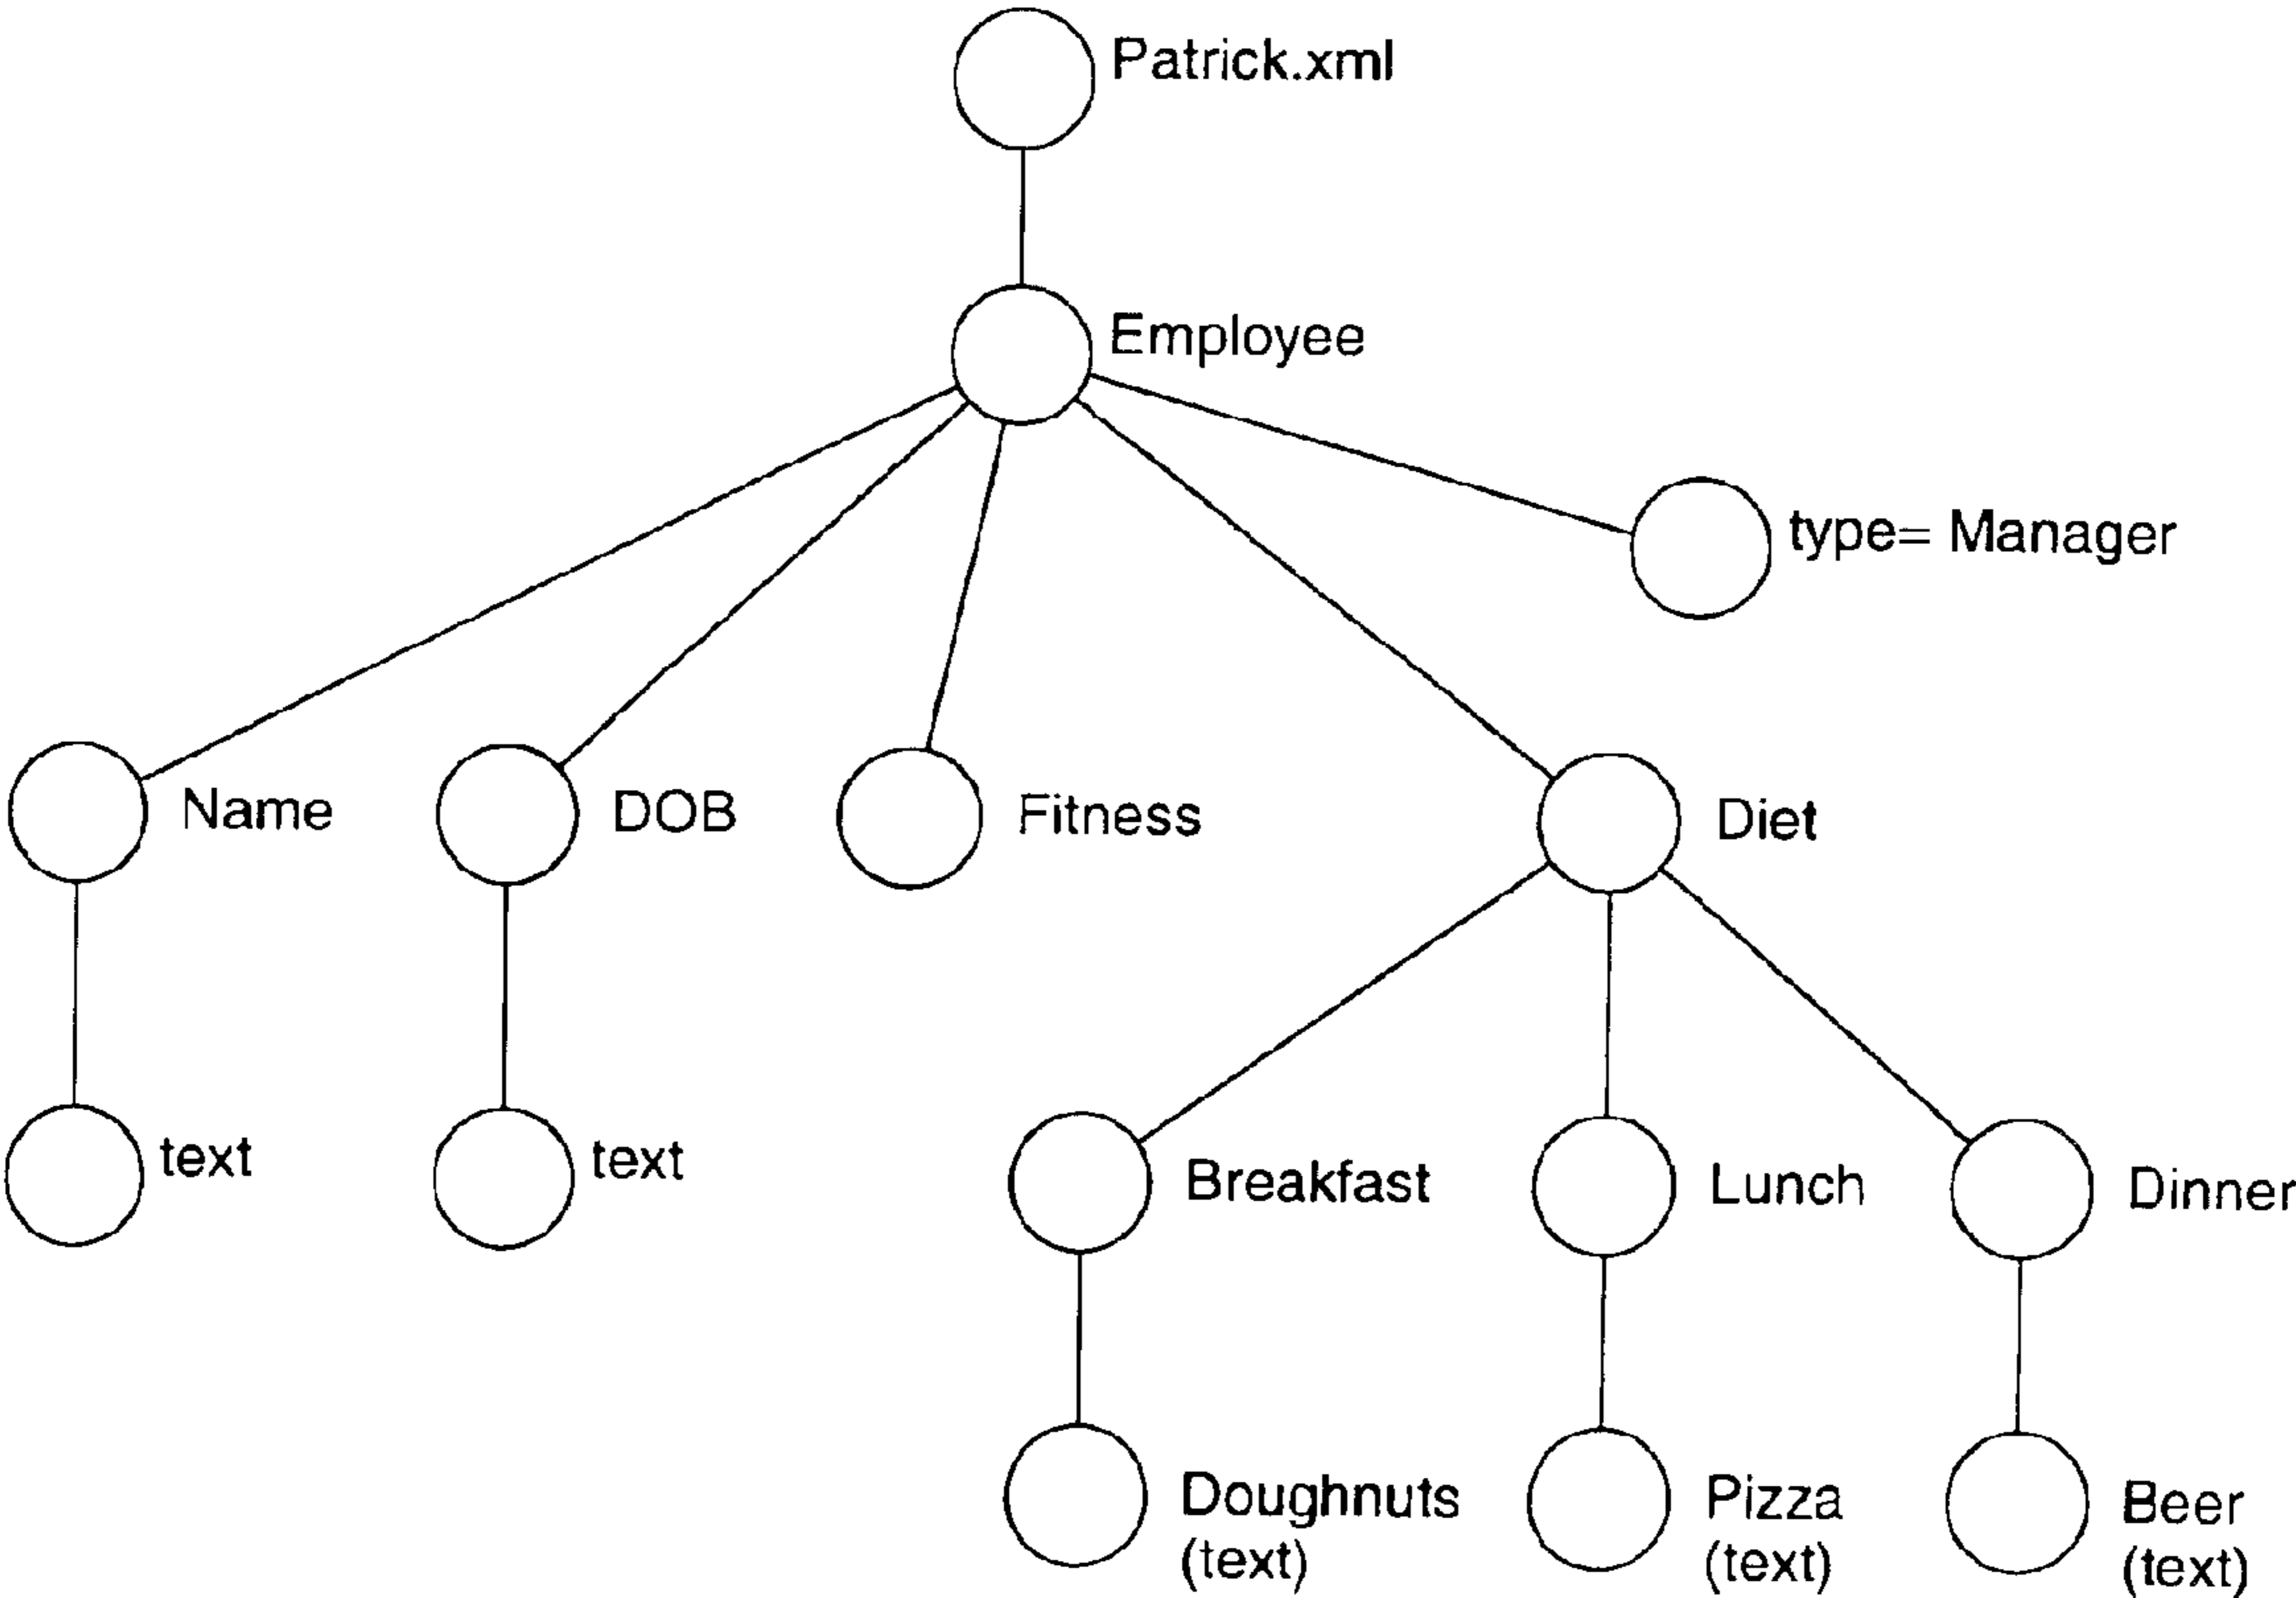 Patrick.xml
Employee
type= Manager
Name
DOB
Fitness
Diet
text
text
Breakfast
Lunch
Dinner
Doughnuts
(text)
Pizza
(text)
Beer
(text)